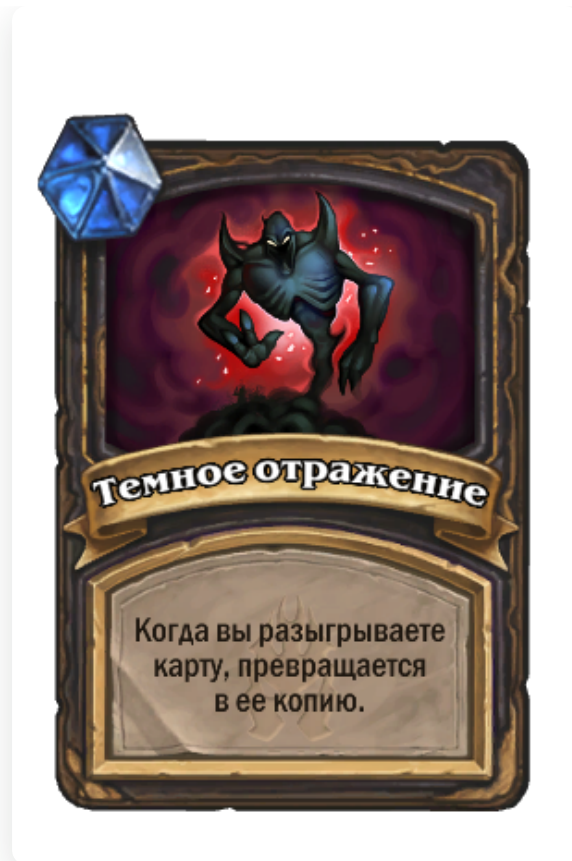 Темное отражение
Когда вы разыгрываете
карту, превращается
в ее копию.